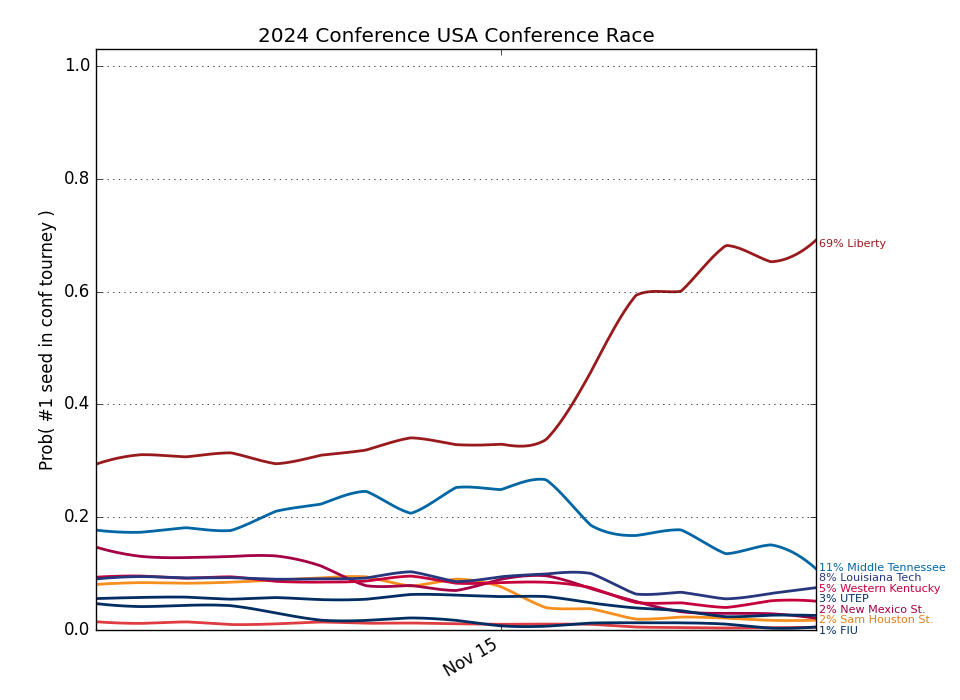 2024 Conference USA Conference Race
Prob( #1 seed in conf tourney )
1.0
0.8
0.6
0.4
0.2
0.0
Nov 15
69% Liberty
11% Middle Tennessee
8% Louisiana Tech
5% Western Kentucky
3% UTEP
2% New Mexico St.
2% Sam Houston St.
1% FIU